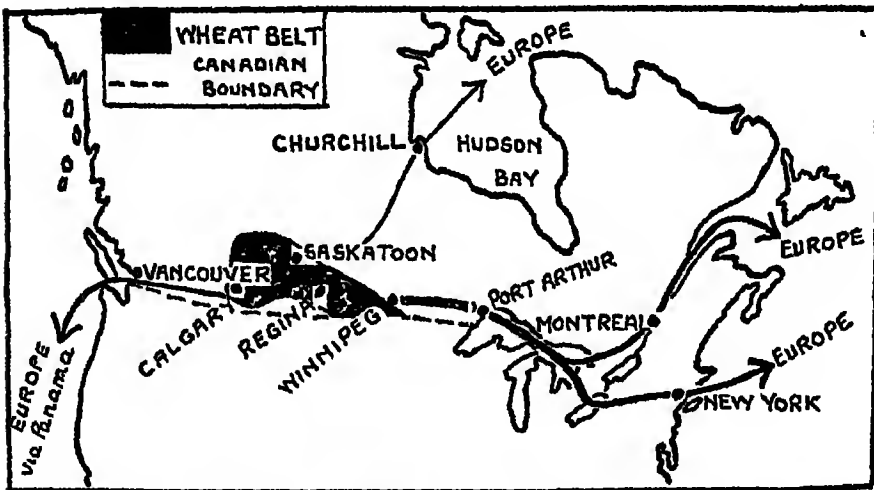 WHEAT BELT
CANADIAN
BOUNDARY
EUROPE
CHURCHILL
HUDSON
BAY
SASKATOON
VANCOUVER
CALGARY
REGINA
WINNIPEG
PORT ARTHUR
MONTREAL
EUROPE
EUROPE
NEW YORK
EUROPE
via Panama